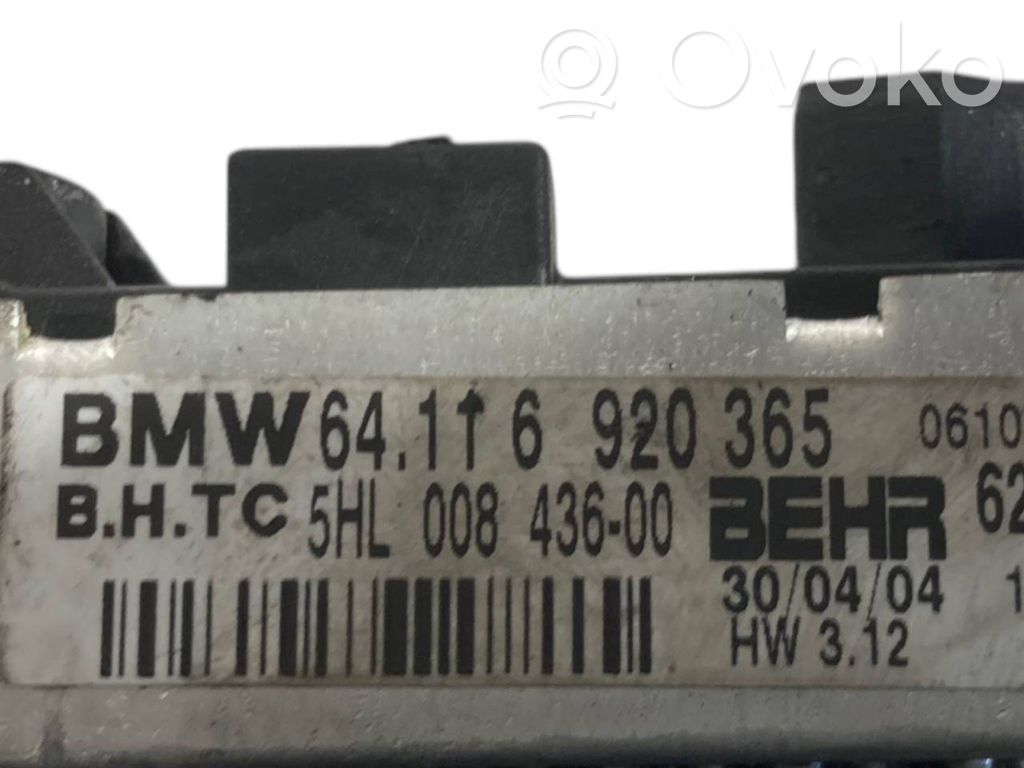 Ovoko
BMW 64.11 6 920 365 0610
B.H.TC 5HL 008 436-00 BEHR 62
30/04/04 1
HW 3.12